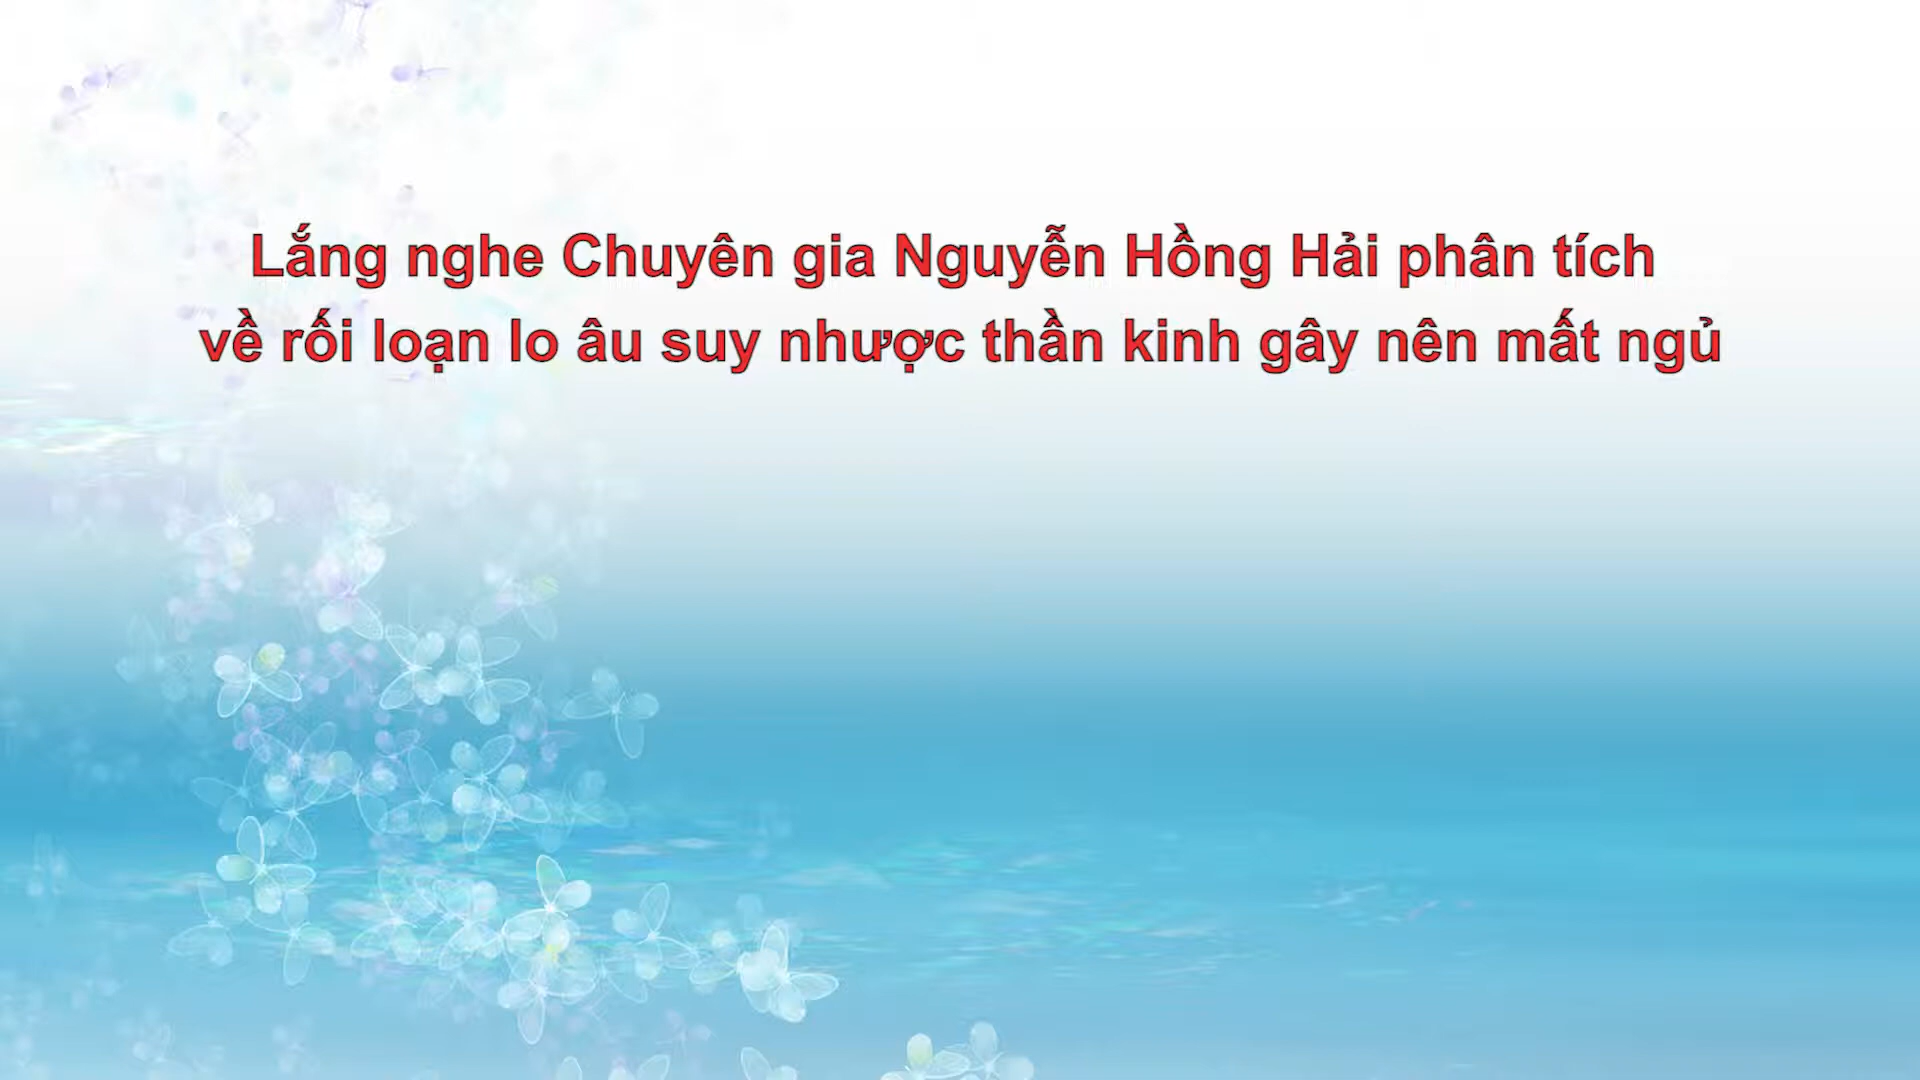 Lắng nghe Chuyên gia Nguyễn Hồng Hải phân tích
về rối loạn lo âu suy nhược thần kinh gây nên mất ngủ